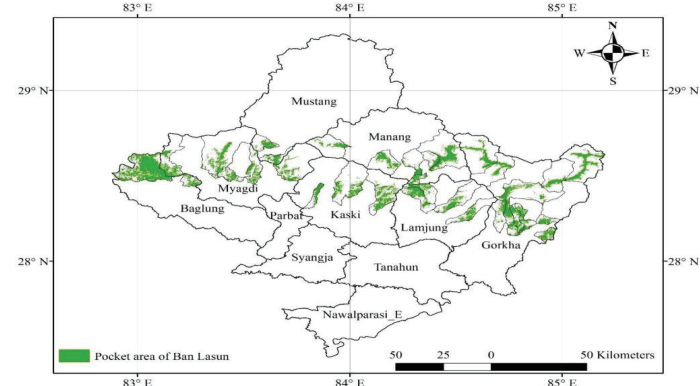 83° E 84° E 85° E
N
W E
S
29° N 29° N
Mustang
Manang
Myagdi
Baglung
Parbat Kaski
Lamjung
Gorkha
Syangja
Tanahun
28° N 28° N
Nawalparasi_E
Pocket area of Ban Lasun
50 25 0 50 Kilometers
83° E 84° E 85° E